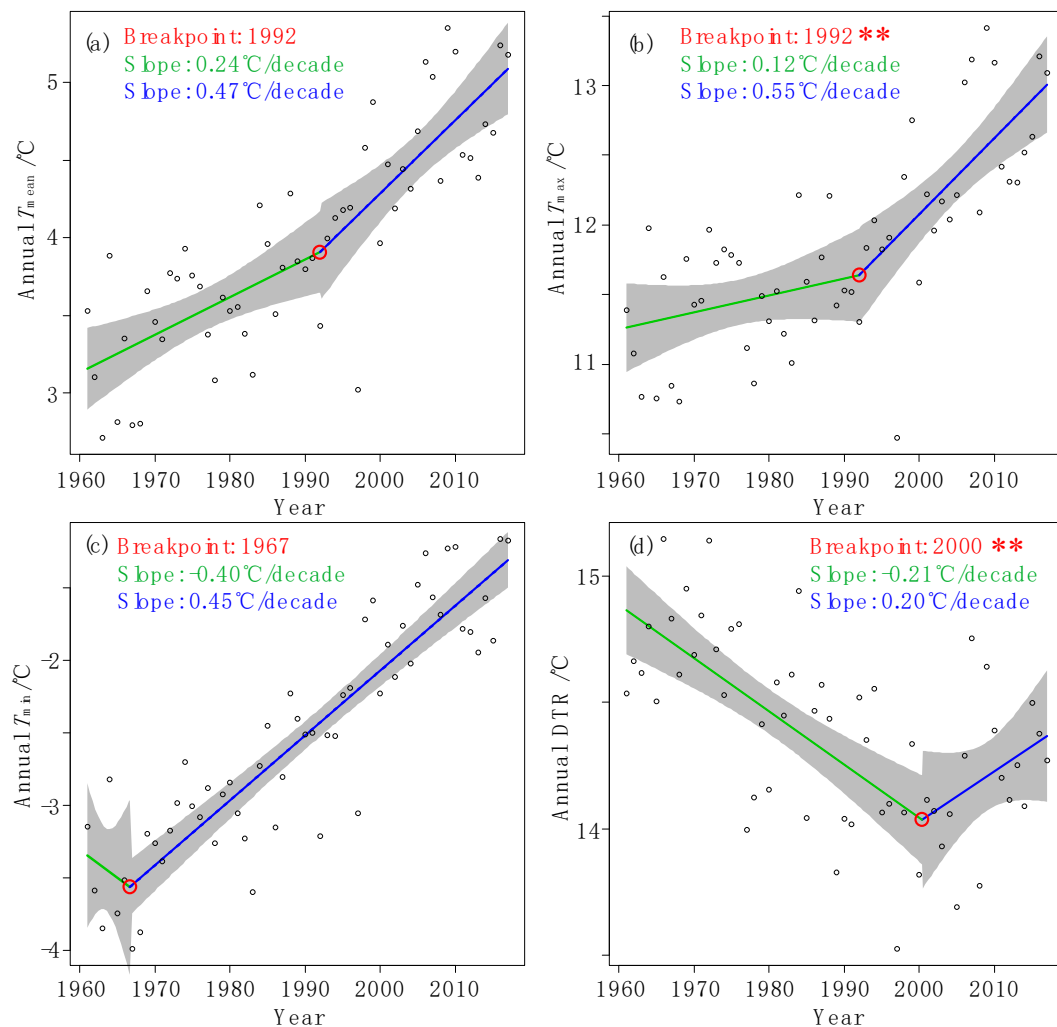 (a)
Breakpoint: 1992
Slope: 0.24℃/decade
Slope: 0.47℃/decade
5
4
3
Annual Tmean/℃
1960 1970 1980 1990 2000 2010
Year
(b)
Breakpoint: 1992 **
Slope: 0.12℃/decade
Slope: 0.55℃/decade
13
12
11
Annual Tmax/℃
1960 1970 1980 1990 2000 2010
Year
(c)
Breakpoint: 1967
Slope: -0.40℃/decade
Slope: 0.45℃/decade
-2
-3
-4
Annual Tmin/℃
1960 1970 1980 1990 2000 2010
Year
(d)
Breakpoint: 2000 **
Slope: -0.21℃/decade
Slope: 0.20℃/decade
15
14
Annual DTR/℃
1960 1970 1980 1990 2000 2010
Year